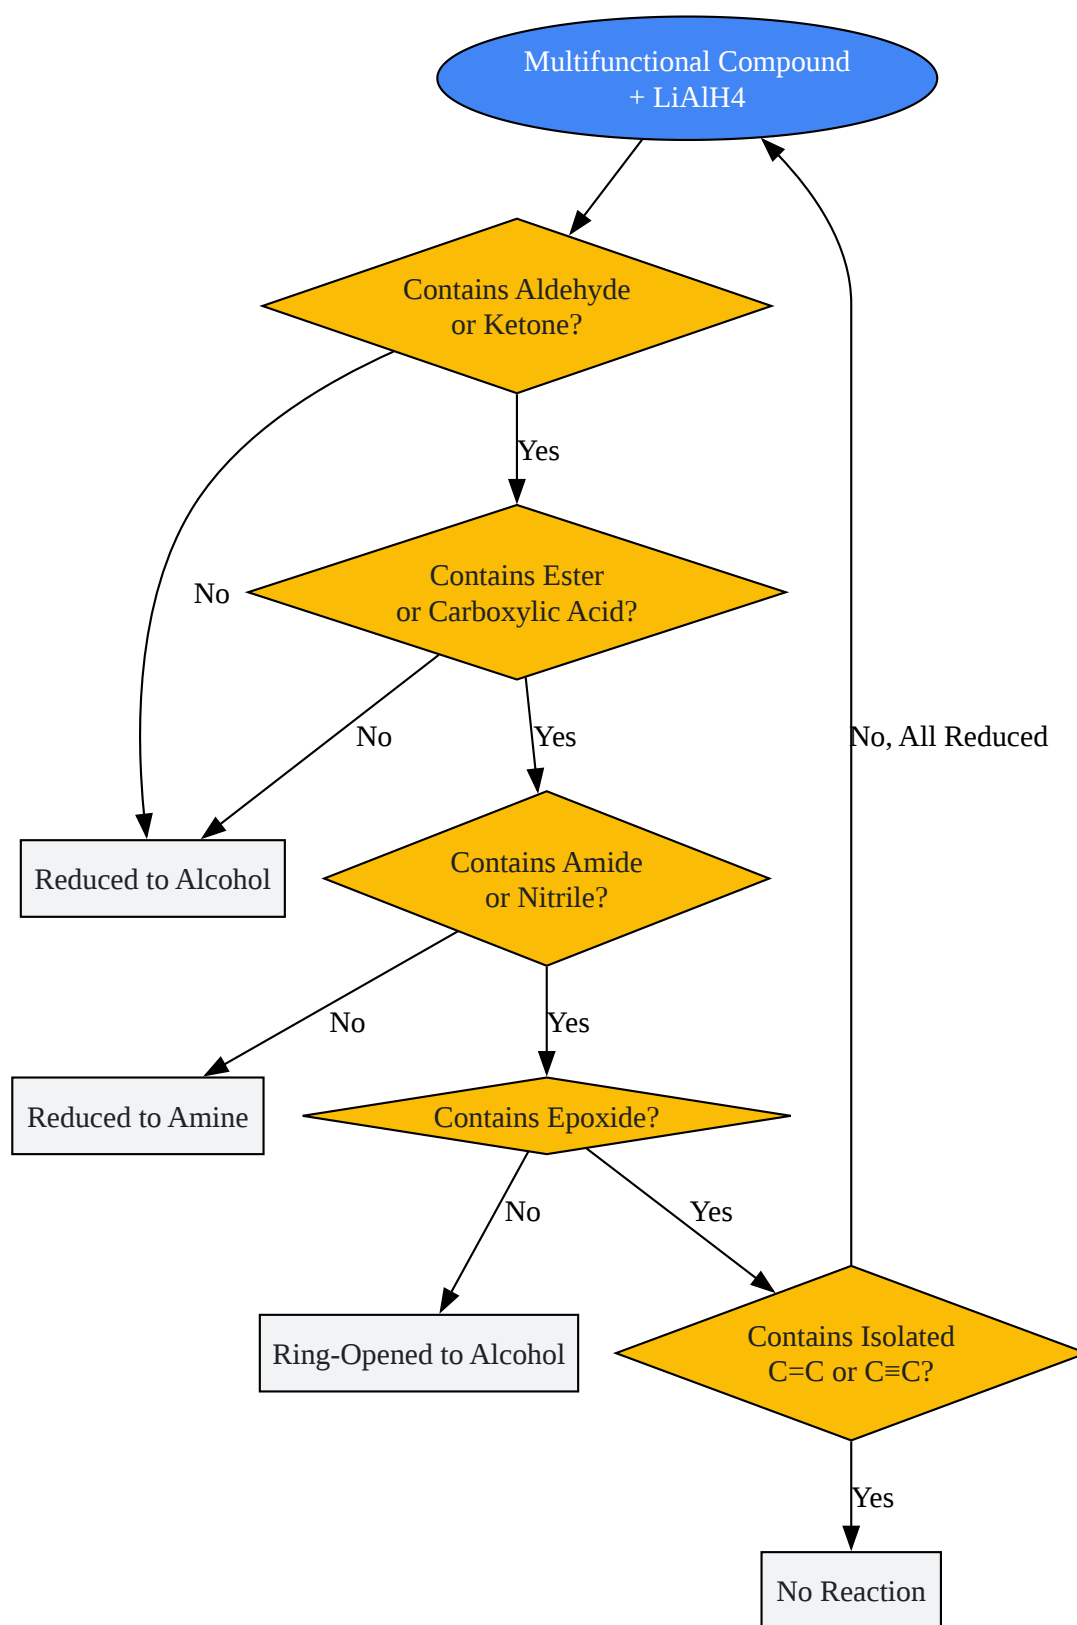 Multifunctional Compound
+ LiAlH4
Contains Aldehyde
or Ketone?
Yes
No
Contains Ester
or Carboxylic Acid?
No
Yes
No, All Reduced
Reduced to Alcohol
Contains Amide
or Nitrile?
No
Yes
Reduced to Amine
Contains Epoxide?
No
Yes
Ring-Opened to Alcohol
Contains Isolated
C=C or C≡C?
Yes
No Reaction